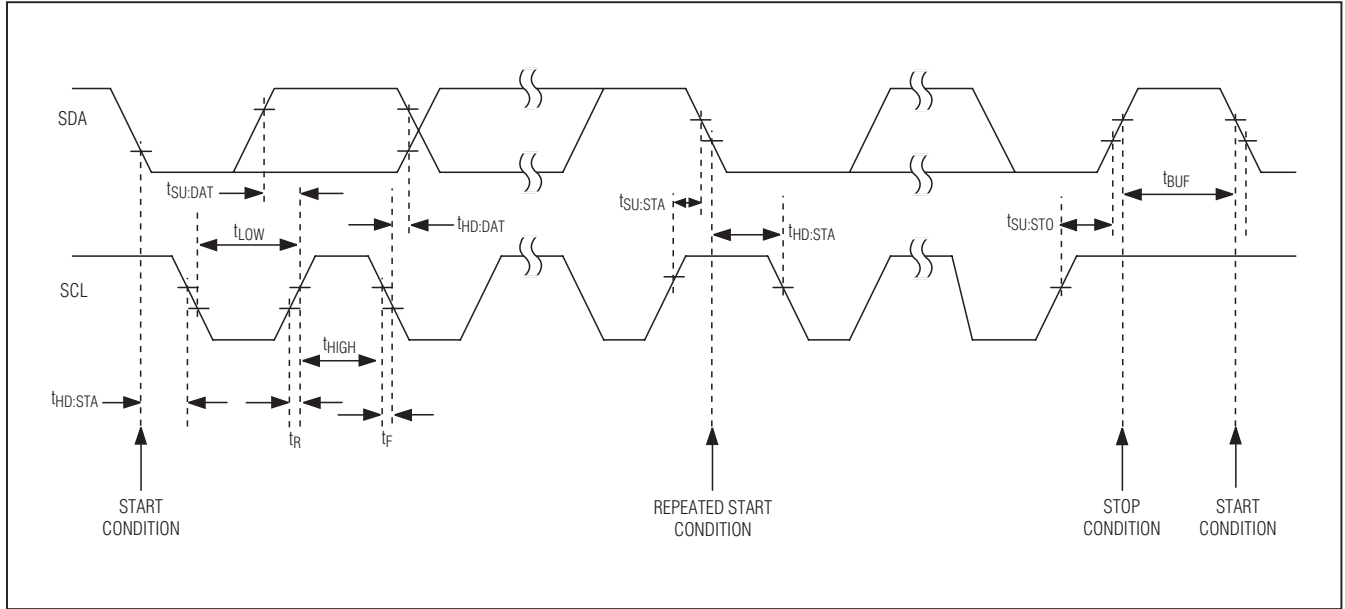 SDA
tSU:DAT
tLOW
tHD:DAT
tSU:STA
tHD:STA
tSU:STO
tBUF
SCL
tHIGH
tHD:STA
tR
tF
START
CONDITION
REPEATED START
CONDITION
STOP
CONDITION
START
CONDITION